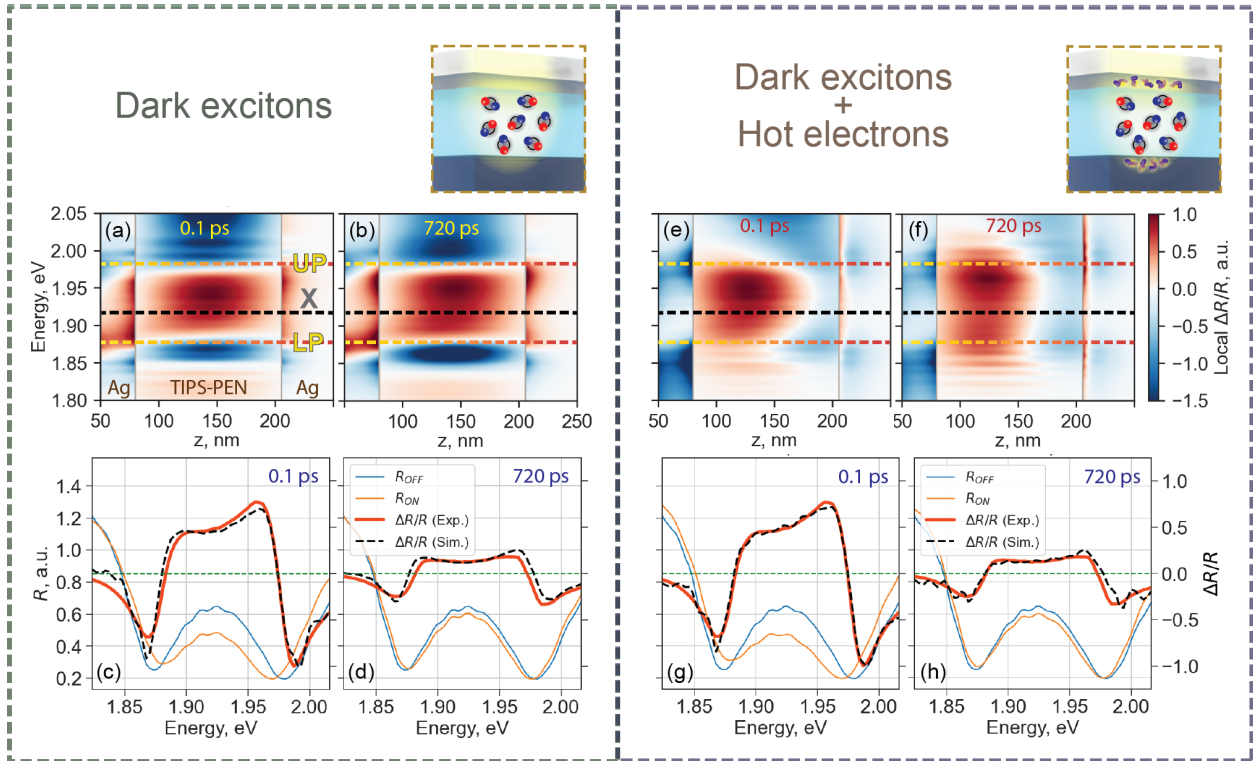 Dark excitons
Dark excitons
+
Hot electrons
2.05
2.00
1.95
1.90
1.85
1.80
Energy, eV
(a)
0.1 ps
UP
X
LP
Ag
TIPS-PEN
Ag
50
100
150
200
z, nm
(b)
720 ps
50
100
150
200
250
z, nm
(e)
0.1 ps
50
100
150
200
z, nm
(f)
720 ps
50
100
150
200
z, nm
1.0
0.5
0.0
-0.5
-1.0
-1.5
Local ΔR/R, a.u.
1.4
1.2
1.0
0.8
0.6
0.4
0.2
R, a.u.
0.1 ps
(c)
1.85
1.90
1.95
2.00
Energy, eV
R_OFF
R_ON
ΔR/R (Exp.)
ΔR/R (Sim.)
720 ps
(d)
1.85
1.90
1.95
2.00
Energy, eV
0.1 ps
(g)
1.85
1.90
1.95
2.00
Energy, eV
R_OFF
R_ON
ΔR/R (Exp.)
ΔR/R (Sim.)
720 ps
(h)
1.85
1.90
1.95
2.00
Energy, eV
1.0
0.5
0.0
-0.5
-1.0
ΔR/R